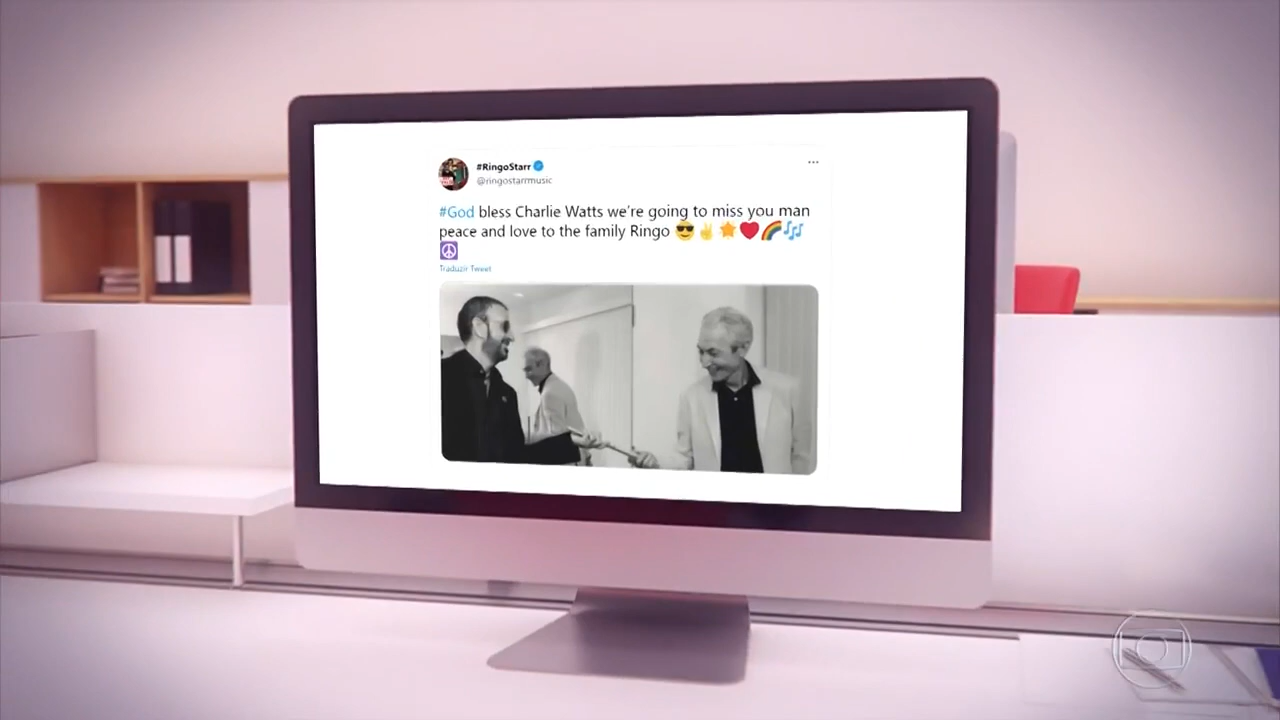 #RingoStarr
@ringostarrmusic
#God bless Charlie Watts we're going to miss you man
peace and love to the family Ringo 😎✌️⭐❤️🌈🎶
☮️
Traduzir Tweet